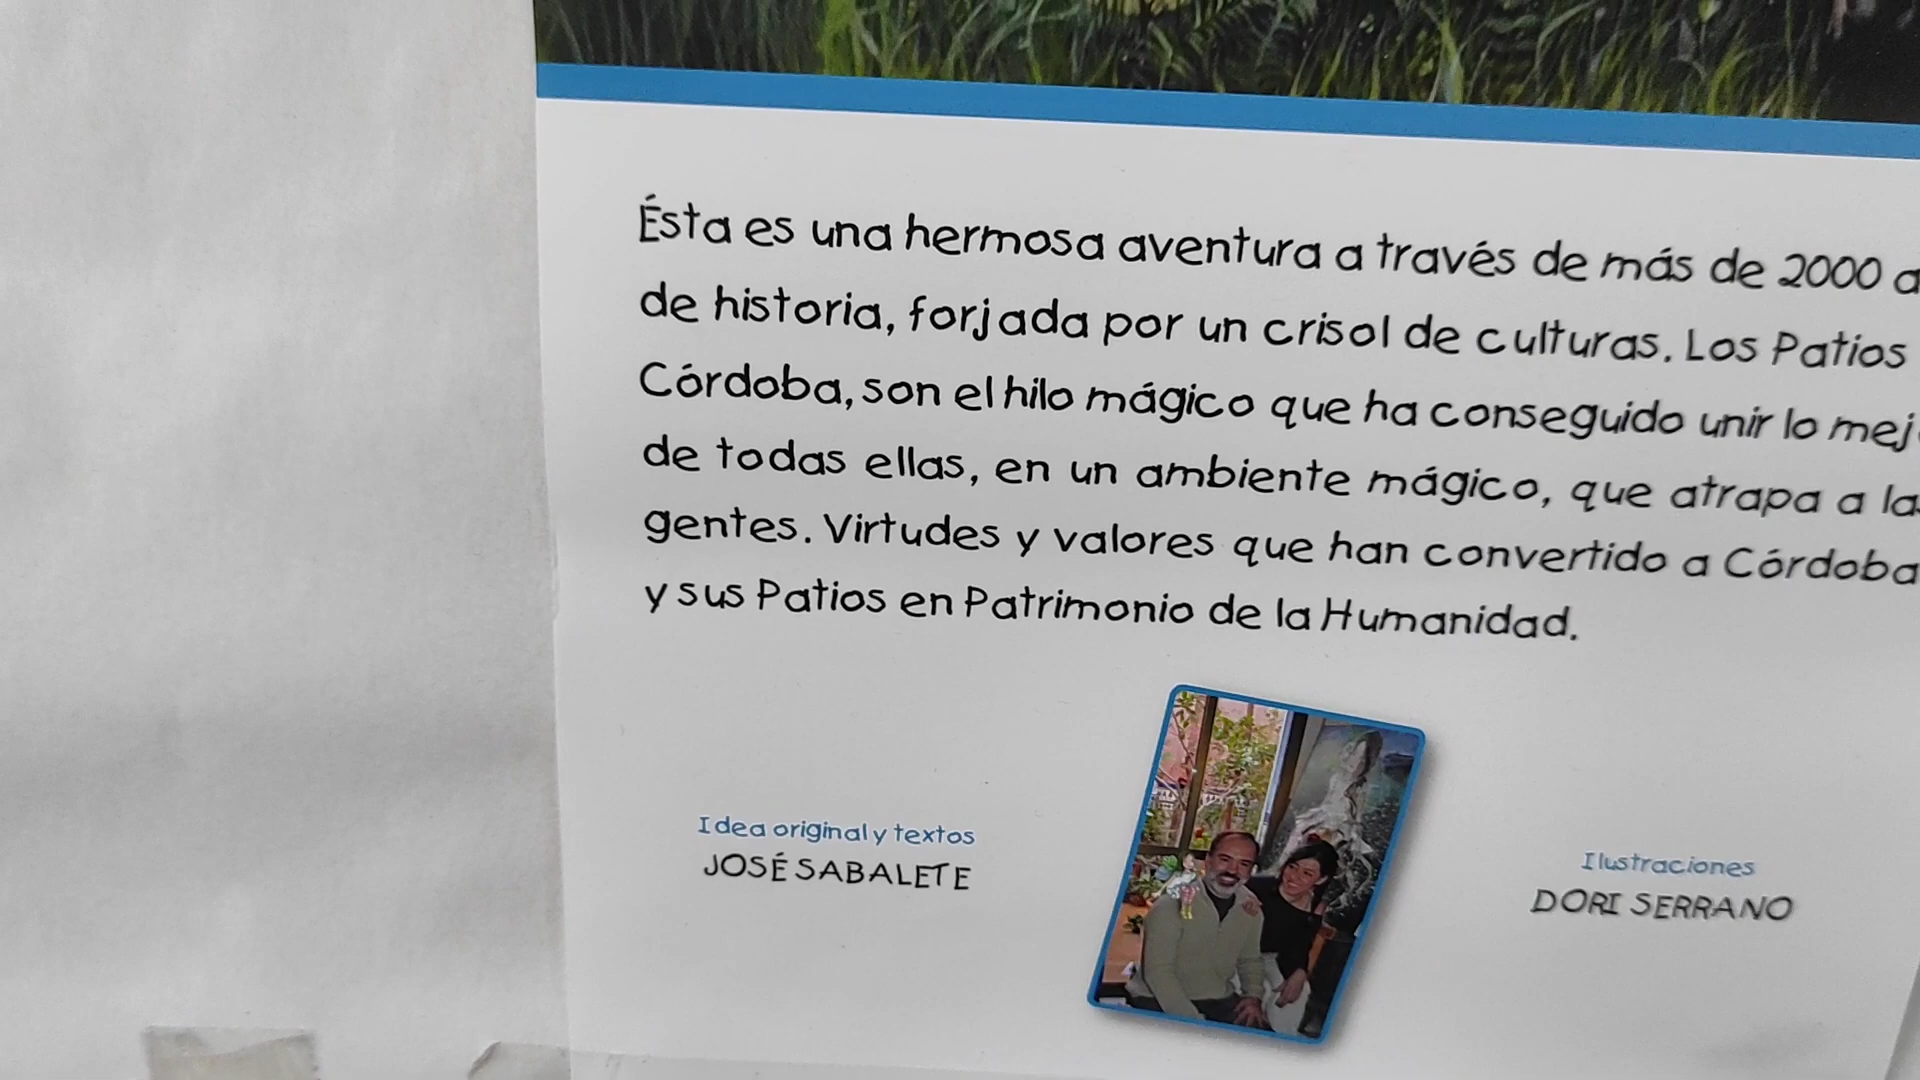 Ésta es una hermosa aventura a través de más de 2000 a
de historia, forjada por un crisol de culturas. Los Patios
Córdoba, son el hilo mágico que ha conseguido unir lo mej
de todas ellas, en un ambiente mágico, que atrapa a las
gentes. Virtudes y valores que han convertido a Córdoba
y sus Patios en Patrimonio de la Humanidad.
Idea original y textos
JOSÉ SABALETE
Ilustraciones
DORI SERRANO